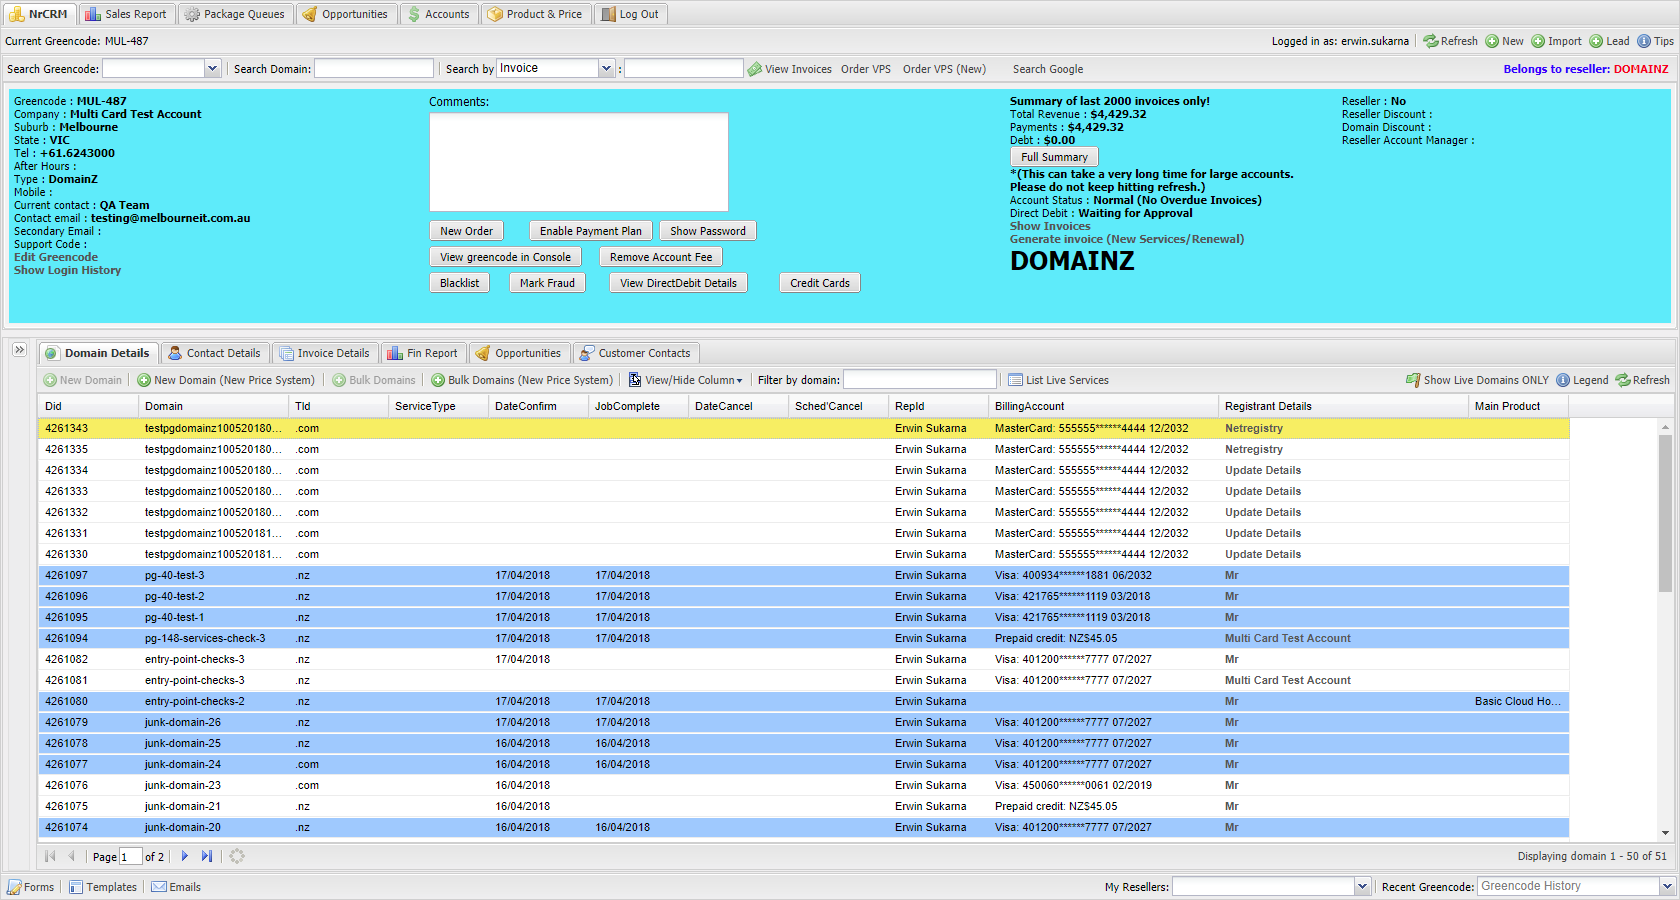 NrCRM Sales Report Package Queues Opportunities Accounts Product & Price Log Out
Current Greencode: MUL-487 Logged in as: erwin.sukarna Refresh New Import Lead Tips
Search Greencode: Search Domain: Search by Invoice : View Invoices Order VPS Order VPS (New) Search Google Belongs to reseller: DOMAINZ
Greencode : MUL-487
Company : Multi Card Test Account
Suburb : Melbourne
State : VIC
Tel : +61.6243000
After Hours :
Type : DomainZ
Mobile :
Current contact : QA Team
Contact email : testing@melbourneit.com.au
Secondary Email :
Support Code :
Edit Greencode
Show Login History
Comments:
New Order Enable Payment Plan Show Password
View greencode in Console Remove Account Fee
Blacklist Mark Fraud View DirectDebit Details Credit Cards
Summary of last 2000 invoices only!
Total Revenue : $4,429.32
Payments : $4,429.32
Debt : $0.00
Full Summary
*(This can take a very long time for large accounts.
Please do not keep hitting refresh.)
Account Status : Normal (No Overdue Invoices)
Direct Debit : Waiting for Approval
Show Invoices
Generate invoice (New Services/Renewal)
DOMAINZ
Reseller : No
Reseller Discount :
Domain Discount :
Reseller Account Manager :
Domain Details Contact Details Invoice Details Fin Report Opportunities Customer Contacts
New Domain New Domain (New Price System) Bulk Domains Bulk Domains (New Price System) View/Hide Column Filter by domain: List Live Services Show Live Domains ONLY Legend Refresh
Did Domain Tld ServiceType DateConfirm JobComplete DateCancel Sched'Cancel RepId BillingAccount Registrant Details Main Product
4261343 testpgdomainz100520180... .com Erwin Sukarna MasterCard: 555555******4444 12/2032 Netregistry
4261335 testpgdomainz100520180... .com Erwin Sukarna MasterCard: 555555******4444 12/2032 Netregistry
4261334 testpgdomainz100520180... .com Erwin Sukarna MasterCard: 555555******4444 12/2032 Update Details
4261333 testpgdomainz100520180... .com Erwin Sukarna MasterCard: 555555******4444 12/2032 Update Details
4261332 testpgdomainz100520180... .com Erwin Sukarna MasterCard: 555555******4444 12/2032 Update Details
4261331 testpgdomainz100520181... .com Erwin Sukarna MasterCard: 555555******4444 12/2032 Update Details
4261330 testpgdomainz100520181... .com Erwin Sukarna MasterCard: 555555******4444 12/2032 Update Details
4261097 pg-40-test-3 .nz 17/04/2018 17/04/2018 Erwin Sukarna Visa: 400934******1881 06/2032 Mr
4261096 pg-40-test-2 .nz 17/04/2018 17/04/2018 Erwin Sukarna Visa: 421765******1119 03/2018 Mr
4261095 pg-40-test-1 .nz 17/04/2018 17/04/2018 Erwin Sukarna Visa: 421765******1119 03/2018 Mr
4261094 pg-148-services-check-3 .nz 17/04/2018 17/04/2018 Erwin Sukarna Prepaid credit: NZ$45.05 Multi Card Test Account
4261082 entry-point-checks-3 .nz 17/04/2018 Erwin Sukarna Visa: 401200******7777 07/2027 Mr
4261081 entry-point-checks-3 .nz Erwin Sukarna Visa: 401200******7777 07/2027 Multi Card Test Account
4261080 entry-point-checks-2 .nz 17/04/2018 17/04/2018 Erwin Sukarna Mr Basic Cloud Ho...
4261079 junk-domain-26 .nz 17/04/2018 17/04/2018 Erwin Sukarna Visa: 401200******7777 07/2027 Mr
4261078 junk-domain-25 .nz 16/04/2018 16/04/2018 Erwin Sukarna Visa: 401200******7777 07/2027 Mr
4261077 junk-domain-24 .com 16/04/2018 16/04/2018 Erwin Sukarna Visa: 401200******7777 07/2027 Mr
4261076 junk-domain-23 .com 16/04/2018 Erwin Sukarna Visa: 450060******0061 02/2019 Mr
4261075 junk-domain-21 .nz 16/04/2018 Erwin Sukarna Prepaid credit: NZ$45.05 Mr
4261074 junk-domain-20 .nz 16/04/2018 16/04/2018 Erwin Sukarna Visa: 401200******7777 07/2027 Mr
Page 1 of 2 Displaying domain 1 - 50 of 51
Forms Templates Emails My Resellers: Recent Greencode: Greencode History